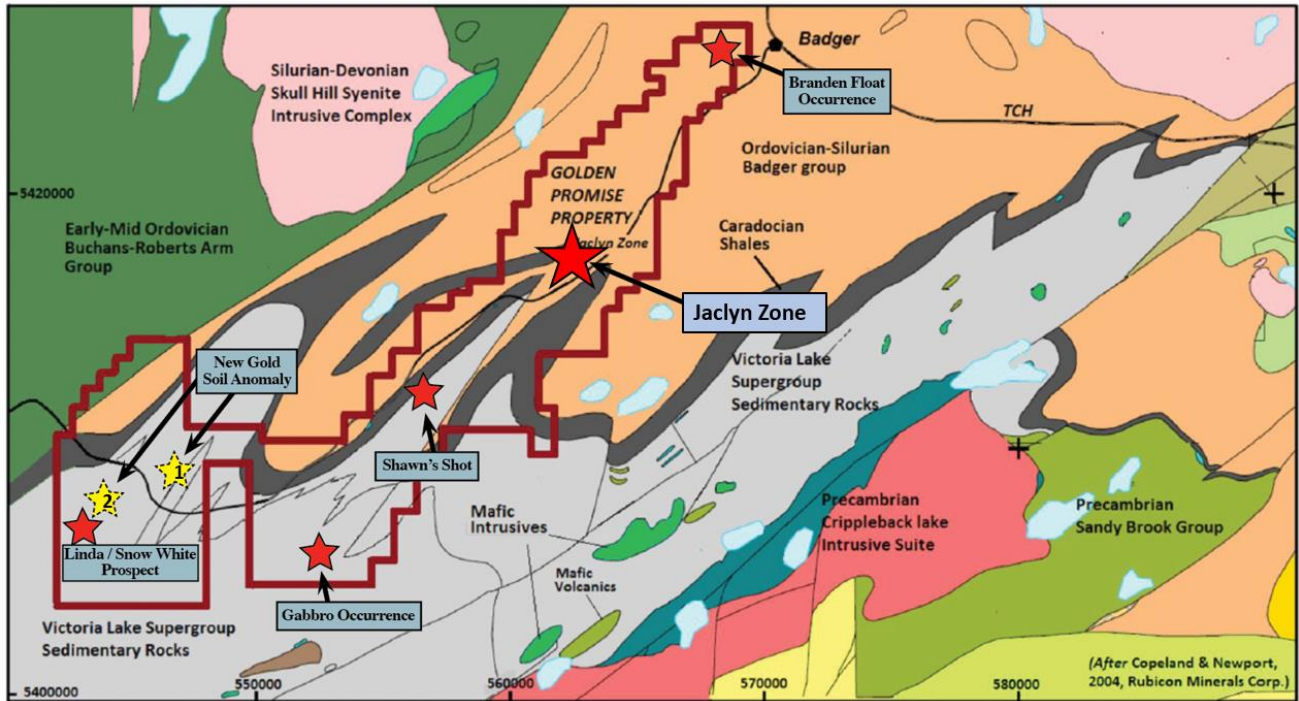 Silurian-Devonian
Skull Hill Syenite
Intrusive Complex
Badger
Branden Float
Occurrence
TCH
Ordovician-Silurian
Badger group
5420000
GOLDEN
PROMISE
PROPERTY
Jaclyn Zone
Early-Mid Ordovician
Buchans-Roberts Arm
Group
Caradocian
Shales
Jaclyn Zone
New Gold
Soil Anomaly
Victoria Lake
Supergroup
Sedimentary Rocks
1
2
Shawn's Shot
Linda / Snow White
Prospect
Mafic
Intrusives
Precambrian
Crippleback lake
Intrusive Suite
Precambrian
Sandy Brook Group
Mafic
Volcanics
Gabbro Occurrence
Victoria Lake Supergroup
Sedimentary Rocks
(After Copeland & Newport,
2004, Rubicon Minerals Corp.)
5400000
550000
560000
570000
580000